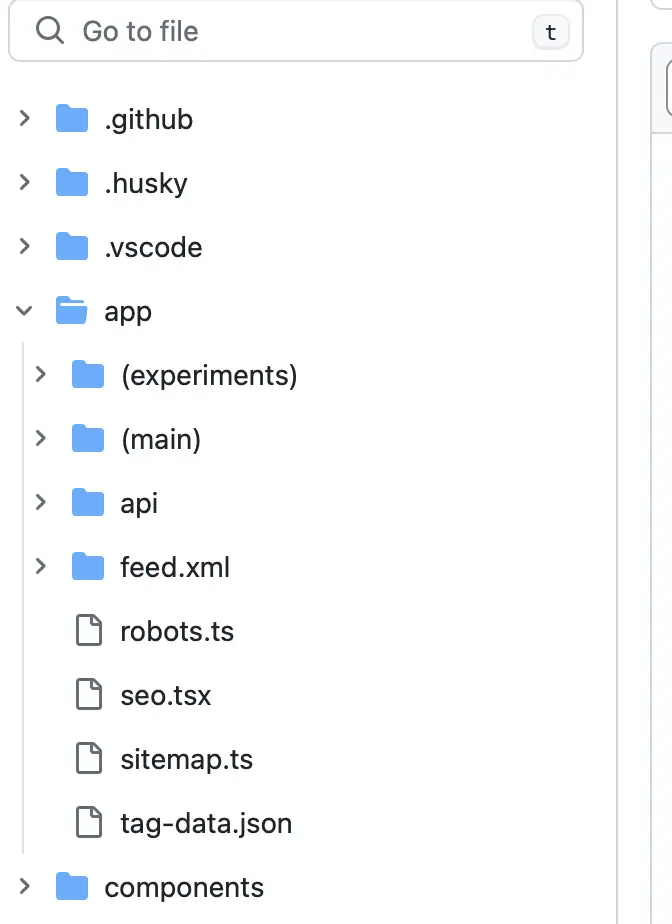 Go to file t
.github
.husky
.vscode
app
(experiments)
(main)
api
feed.xml
robots.ts
seo.tsx
sitemap.ts
tag-data.json
components